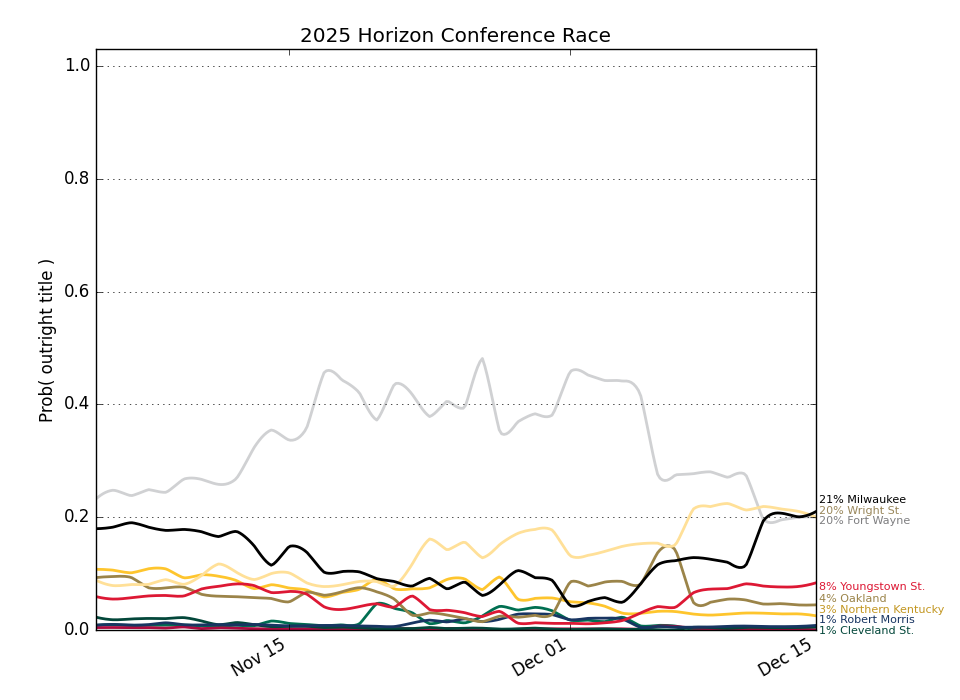 2025 Horizon Conference Race
Prob( outright title )
1.0
0.8
0.6
0.4
0.2
0.0
Nov 15
Dec 01
Dec 15
21% Milwaukee
20% Wright St.
20% Fort Wayne
8% Youngstown St.
4% Oakland
3% Northern Kentucky
1% Robert Morris
1% Cleveland St.